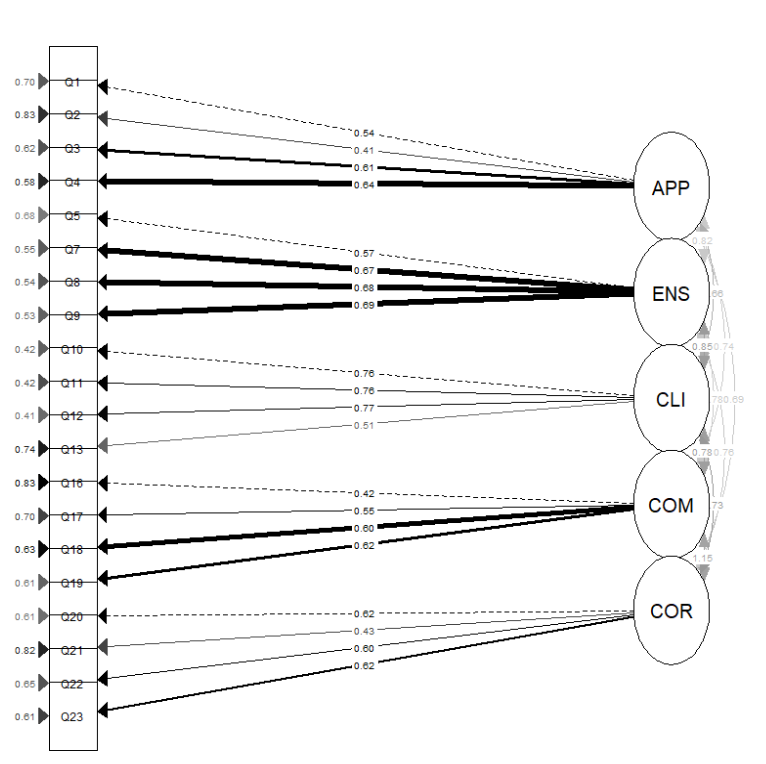 0.70 Q1
0.83 Q2
0.62 Q3
0.58 Q4
0.68 Q5
0.55 Q7
0.54 Q8
0.53 Q9
0.42 Q10
0.42 Q11
0.41 Q12
0.74 Q13
0.83 Q16
0.70 Q17
0.63 Q18
0.61 Q19
0.61 Q20
0.82 Q21
0.65 Q22
0.61 Q23
0.54
0.41
0.61
0.64
0.57
0.67
0.68
0.69
0.76
0.76
0.77
0.51
0.42
0.55
0.60
0.62
0.62
0.43
0.60
0.62
APP
0.82
ENS
66
0.85 0.74
CLI
78 0.69
0.78 0.76
COM
73
1.15
COR